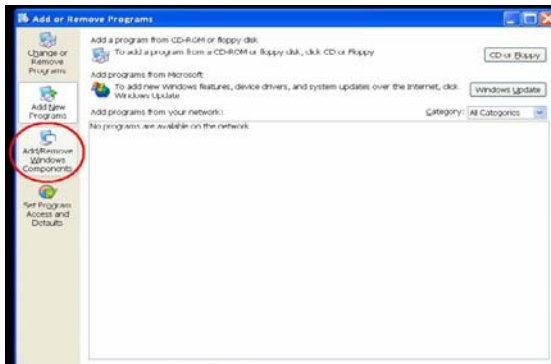 Add or Remove Programs
Change or
Remove
Programs
Add a program from CD-ROM or floppy disk
To add a program from a CD-ROM or floppy disk, click CD or Floppy
CD or Floppy
Add programs from Microsoft
To add new Windows features, device drivers, and system updates over the Internet, click
Windows Update
Windows Update
Add New
Programs
Add programs from your network:
Category:
All Categories
No programs are available on the network
Add/Remove
Windows
Components
Set Program
Access and
Defaults